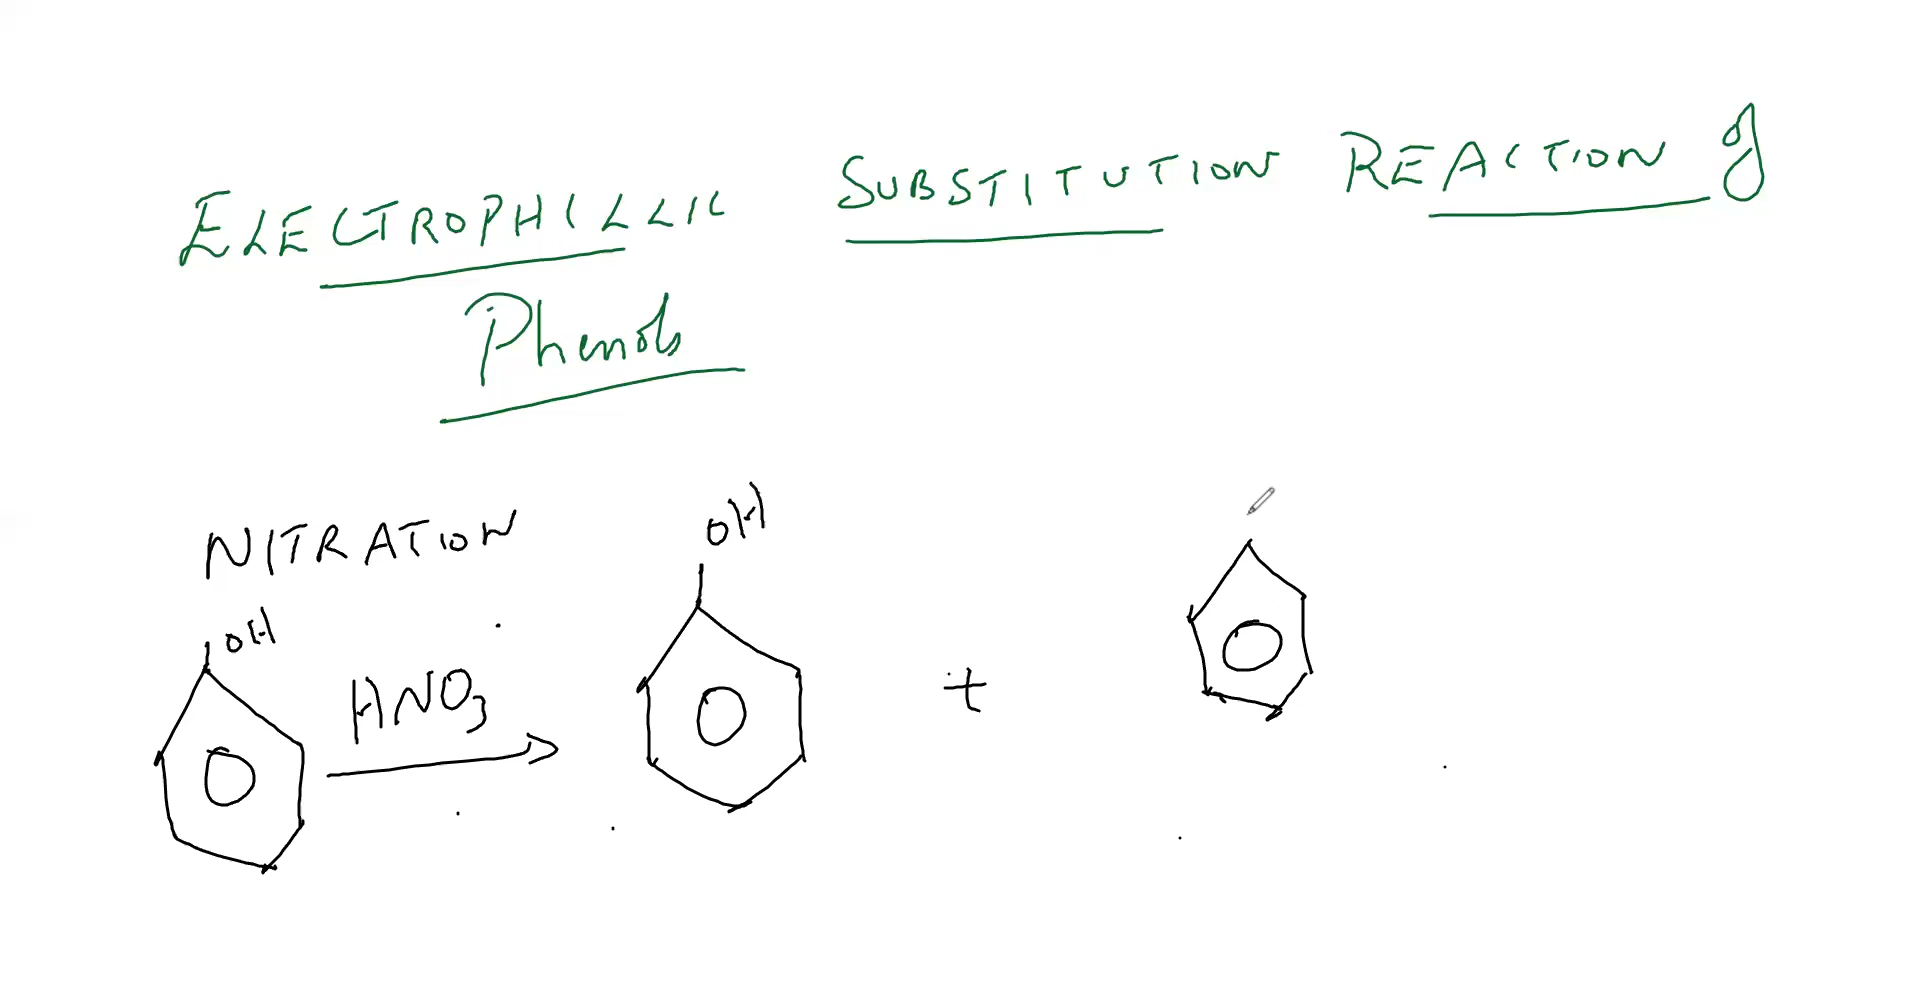 ELECTROPHILLIC SUBSTITUTION REACTION of
Phenols
NITRATION
OH
OH
HNO3
+